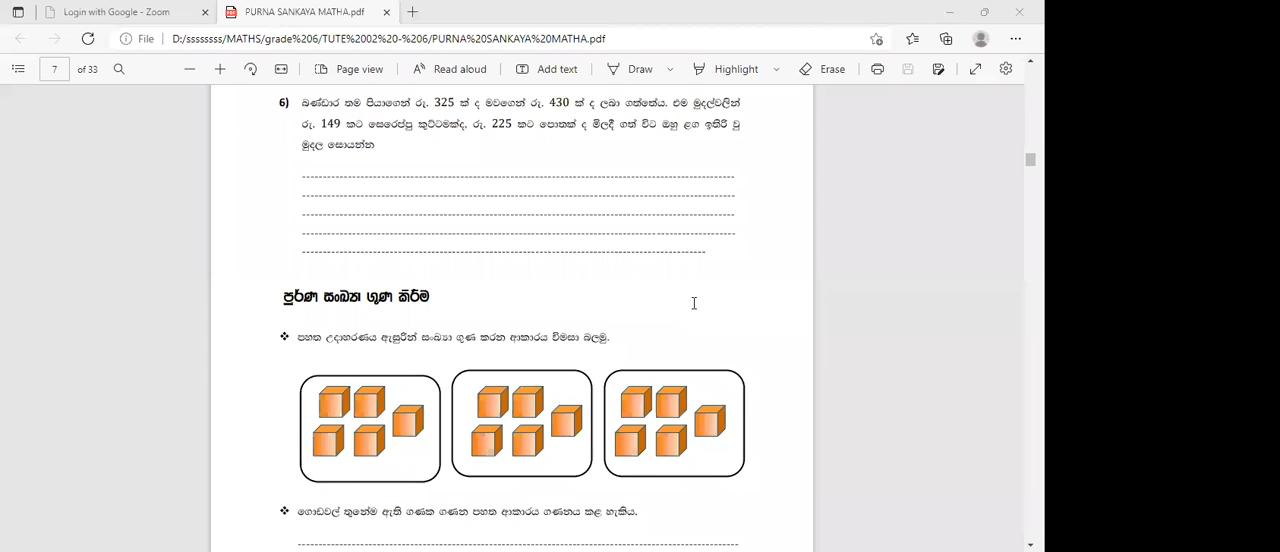 Login with Google - Zoom
PURNA SANKAYA MATHA.pdf
File
D:/ssssssss/MATHS/grade%206/TUTE%2002%20-%206/PURNA%20SANKAYA%20MATHA.pdf
7 of 33
Page view
Read aloud
Add text
Draw
Highlight
Erase
6) බණ්ඩාර තම පියාගෙන් රු. 325 ක් ද මවගෙන් රු. 430 ක් ද ලබා ගත්තේය. එම මුදල්වලින්
රු. 149 කට සෙරෙප්පු කුට්ටමක්ද, රු. 225 කට පොතක් ද මිලදී ගත් විට ඔහු ළග ඉතිරි වු
මුදල සොයන්න
පුර්ණ සංඛ්‍යා ගුණ කිරීම
❖ පහත උදාහරණය ඇසුරින් සංඛ්‍යා ගුණ කරන ආකාරය විමසා බලමු.
❖ ගොඩවල් තුනේම ඇති ගණක ගණන පහත ආකාරය ගණනය කළ හැකිය.